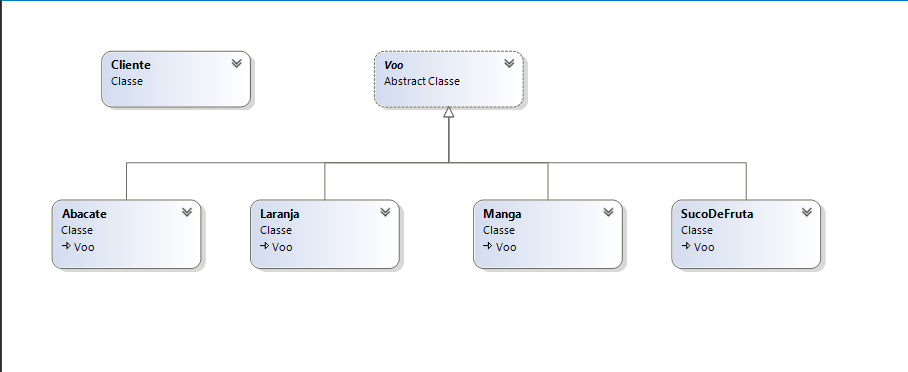 Cliente
Classe
Voo
Abstract Classe
Abacate
Classe
Voo
Laranja
Classe
Voo
Manga
Classe
Voo
SucoDeFruta
Classe
Voo